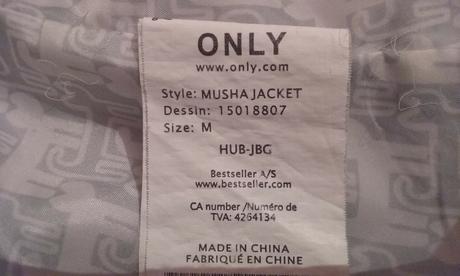 ONLY
www.only.com
Style: MUSHA JACKET
Dessin: 15018807
Size: M
HUB-JBG
Bestseller A/S
www.bestseller.com
CA number /Numéro de
TVA: 4264134
MADE IN CHINA
FABRIQUÉ EN CHINE